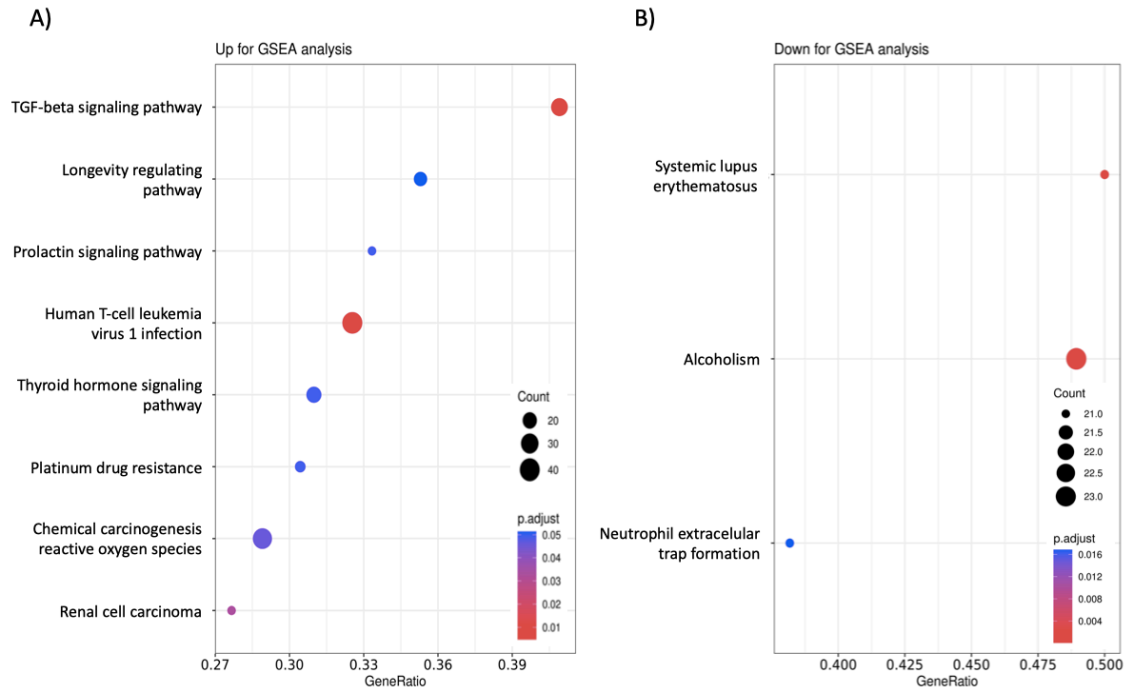 A)
Up for GSEA analysis
TGF-beta signaling pathway
Longevity regulating
pathway
Prolactin signaling pathway
Human T-cell leukemia
virus 1 infection
Thyroid hormone signaling
pathway
Platinum drug resistance
Chemical carcinogenesis
reactive oxygen species
Renal cell carcinoma
Count
20
30
40
p.adjust
0.05
0.04
0.03
0.02
0.01
0.27 0.30 0.33 0.36 0.39
GeneRatio
B)
Down for GSEA analysis
Systemic lupus
erythematosus
Alcoholism
Neutrophil extracelular
trap formation
Count
21.0
21.5
22.0
22.5
23.0
p.adjust
0.016
0.012
0.008
0.004
0.400 0.425 0.450 0.475 0.500
GeneRatio